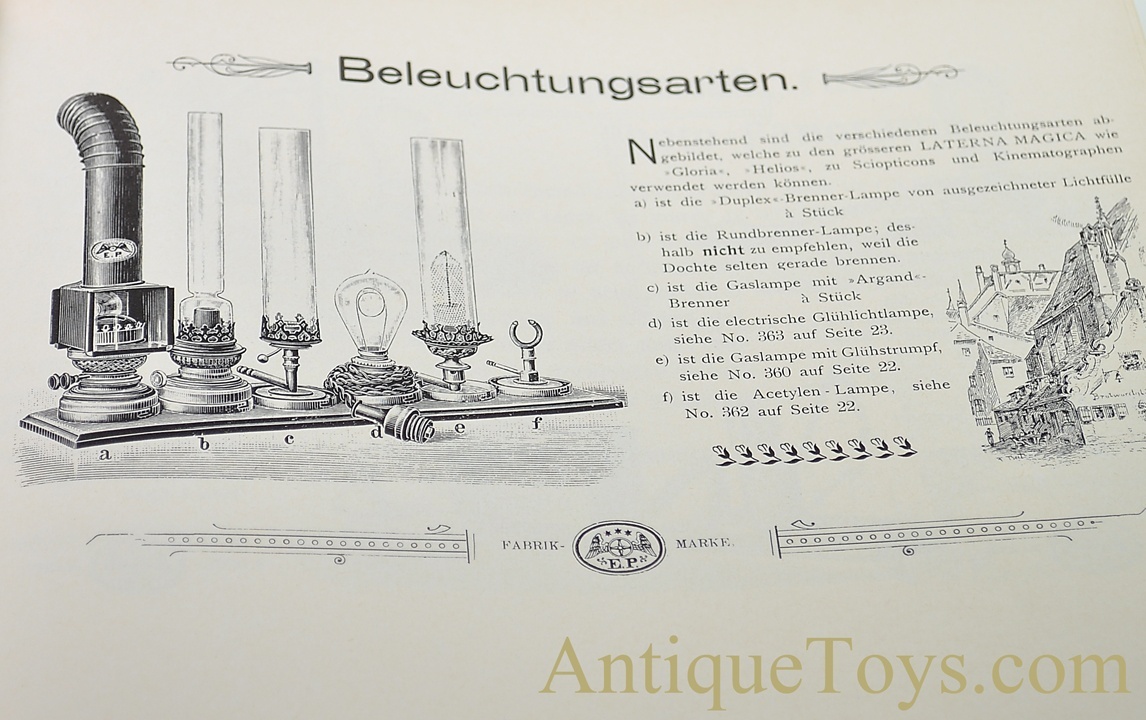 Beleuchtungsarten.
Nebenstehend sind die verschiedenen Beleuchtungsarten ab-
gebildet, welche zu den grösseren LATERNA MAGICA wie
»Gloria«, »Helios«, zu Sciopticons und Kinematographen
verwendet werden können.
a) ist die »Duplex«-Brenner-Lampe von ausgezeichneter Lichtfülle
à Stück
b) ist die Rundbrenner-Lampe; des-
halb nicht zu empfehlen, weil die
Dochte selten gerade brennen.
c) ist die Gaslampe mit »Argand«-
Brenner à Stück
d) ist die electrische Glühlichtlampe,
siehe No. 363 auf Seite 23.
e) ist die Gaslampe mit Glühstrumpf,
siehe No. 360 auf Seite 22.
f) ist die Acetylen-Lampe, siehe
No. 362 auf Seite 22.
E.P.
a b c d e f
FABRIK- MARKE.
E.P.
AntiqueToys.com